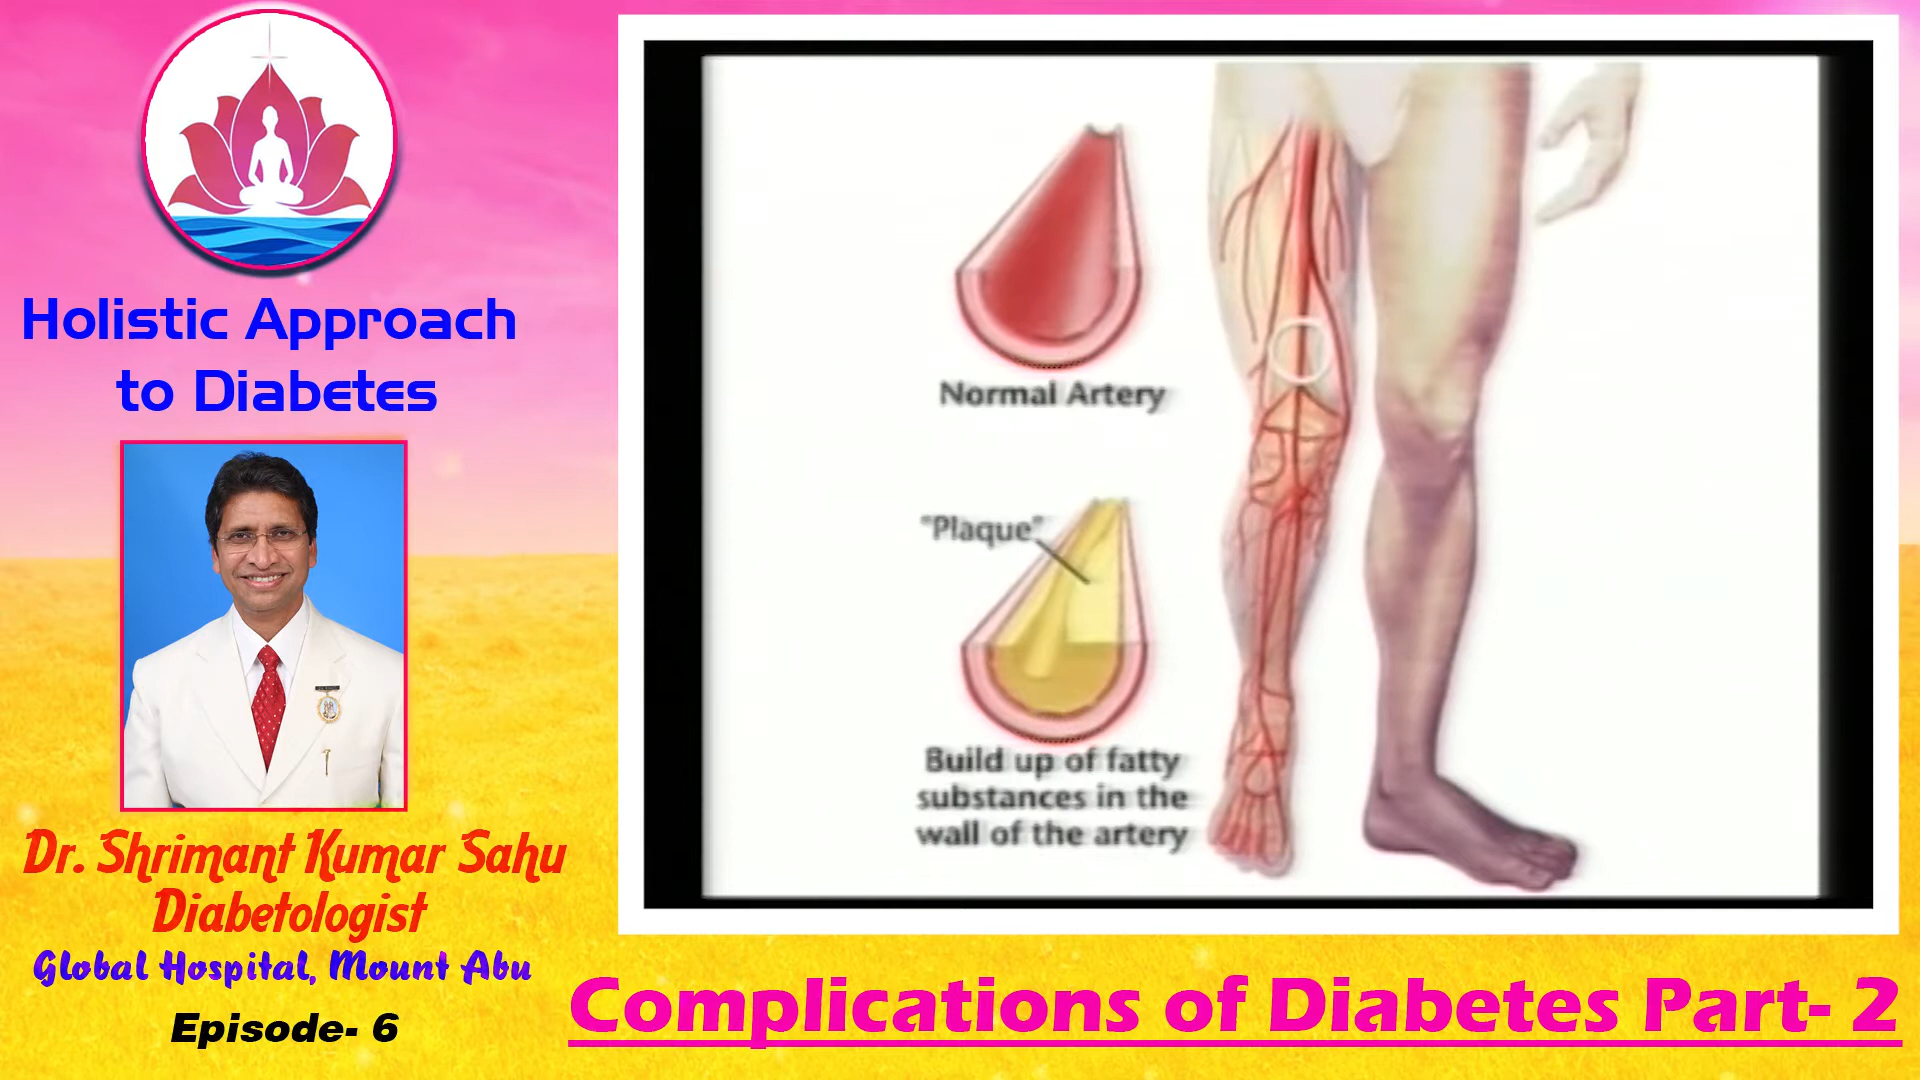 Holistic Approach
to Diabetes
Dr. Shrimant Kumar Sahu
Diabetologist
Global Hospital, Mount Abu
Episode- 6
Normal Artery
"Plaque"
Build up of fatty
substances in the
wall of the artery
Complications of Diabetes Part- 2